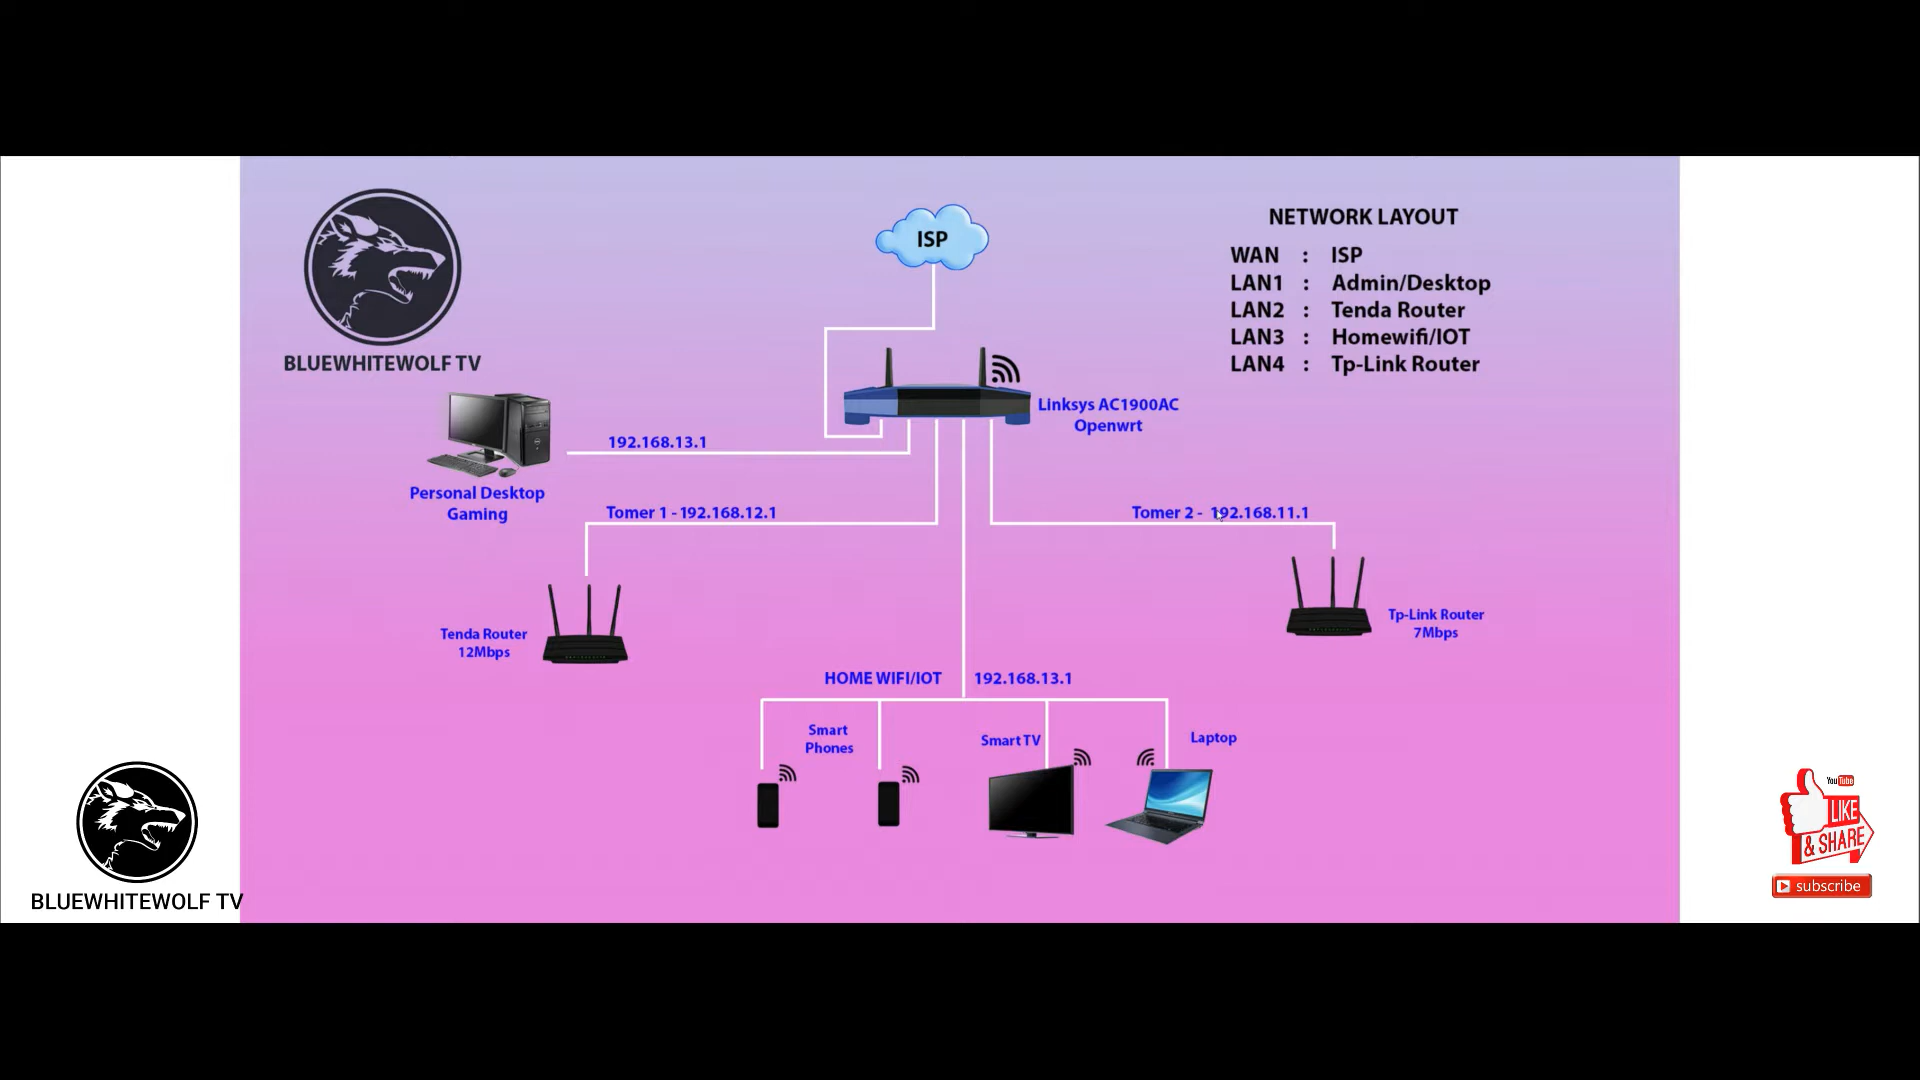 ISP
NETWORK LAYOUT
WAN : ISP
LAN1 : Admin/Desktop
LAN2 : Tenda Router
LAN3 : Homewifi/IOT
LAN4 : Tp-Link Router
BLUEWHITEWOLF TV
Linksys AC1900AC
Openwrt
192.168.13.1
Personal Desktop
Gaming
Tomer 1 - 192.168.12.1
Tomer 2 - 192.168.11.1
Tp-Link Router
7Mbps
Tenda Router
12Mbps
HOME WIFI/IOT 192.168.13.1
Smart
Phones
Smart TV
Laptop
BLUEWHITEWOLF TV
YouTube
LIKE
& SHARE
subscribe